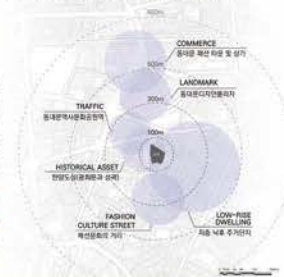 500m
COMMERCE
동대문 패션 타운 및 상가
LANDMARK
동대문디자인플라자
300m
TRAFFIC
동대문역사문화공원역
100m
HISTORICAL ASSET
한양도성(광희문과 성곽)
FASHION
CULTURE STREET
패션문화의 거리
LOW-RISE
DWELLING
저층 낙후 주거단지